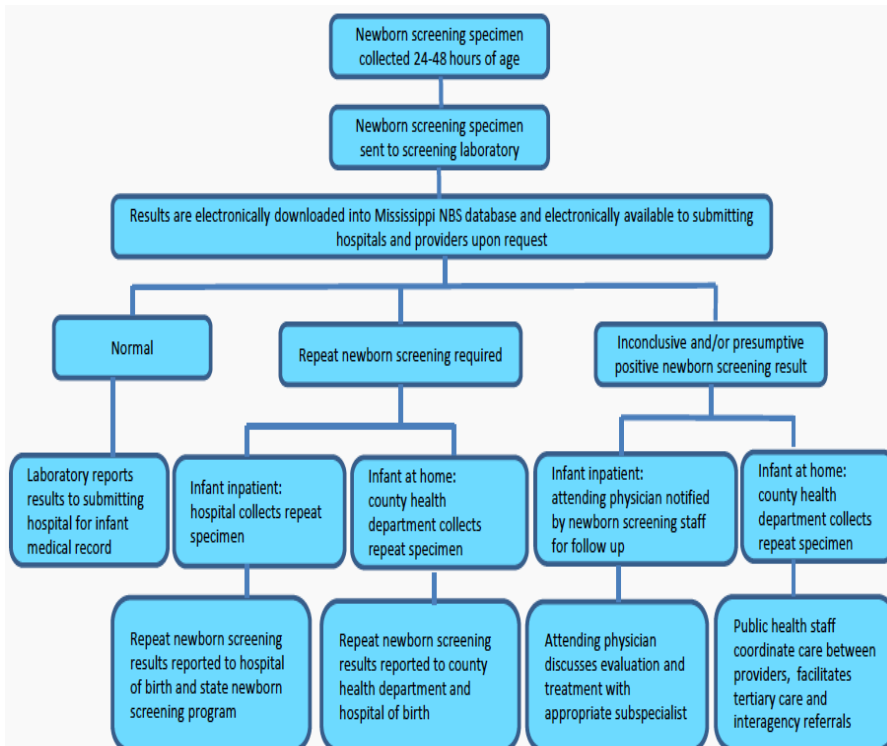 Newborn screening specimen
collected 24-48 hours of age
Newborn screening specimen
sent to screening laboratory
Results are electronically downloaded into Mississippi NBS database and electronically available to submitting
hospitals and providers upon request
Normal
Repeat newborn screening required
Inconclusive and/or presumptive
positive newborn screening result
Laboratory reports
results to submitting
hospital for infant
medical record
Infant inpatient:
hospital collects repeat
specimen
Infant at home:
county health
department collects
repeat specimen
Infant inpatient:
attending physician notified
by newborn screening staff
for follow up
Infant at home:
county health
department collects
repeat specimen
Repeat newborn screening
results reported to hospital
of birth and state newborn
screening program
Repeat newborn screening
results reported to county
health department and
hospital of birth
Attending physician
discusses evaluation and
treatment with
appropriate subspecialist
Public health staff
coordinate care between
providers, facilitates
tertiary care and
interagency referrals